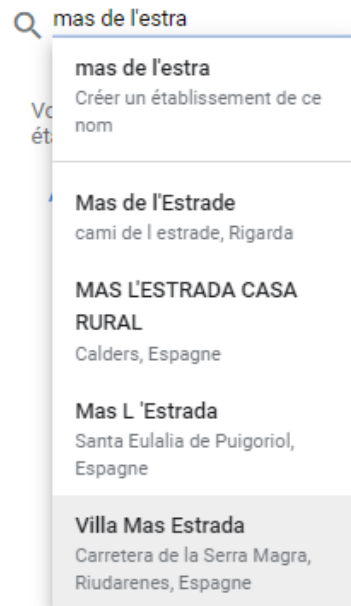 mas de l'estra
mas de l'estra
Créer un établissement de ce
nom
Mas de l'Estrade
cami de l estrade, Rigarda
MAS L'ESTRADA CASA
RURAL
Calders, Espagne
Mas L 'Estrada
Santa Eulalia de Puigoriol,
Espagne
Villa Mas Estrada
Carretera de la Serra Magra,
Riudarenes, Espagne